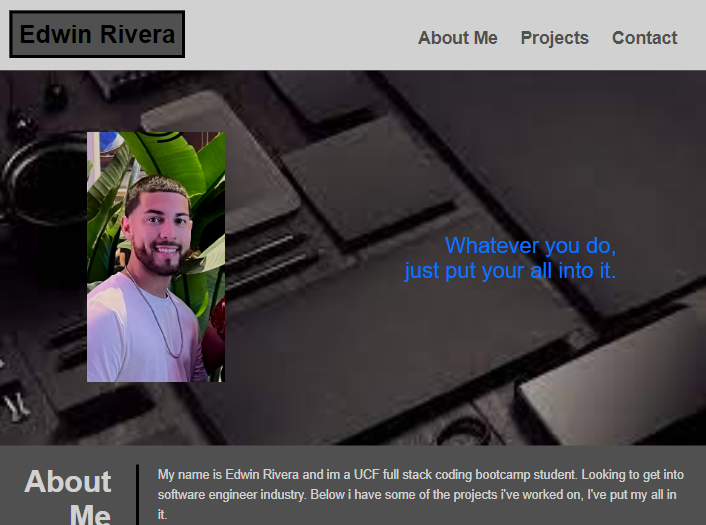 Edwin Rivera
About Me Projects Contact
Whatever you do,
just put your all into it.
About
Me
My name is Edwin Rivera and im a UCF full stack coding bootcamp student. Looking to get into
software engineer industry. Below i have some of the projects i've worked on, I've put my all in
it.